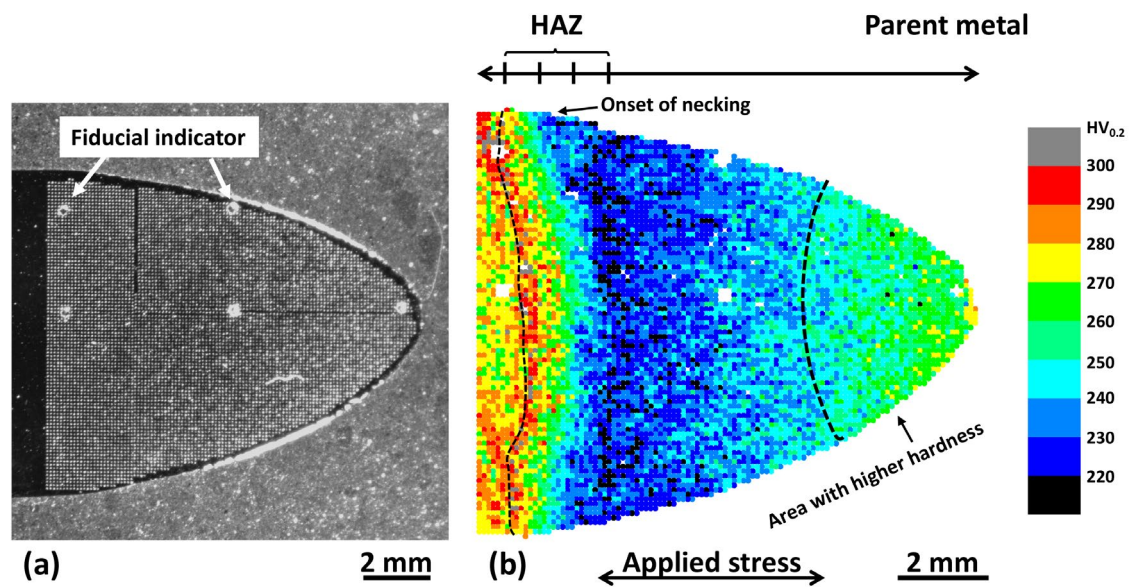 HAZ
Parent metal
Fiducial indicator
Onset of necking
HV0.2
300
290
280
270
260
250
240
230
220
Area with higher hardness
(a)
2 mm
(b)
Applied stress
2 mm